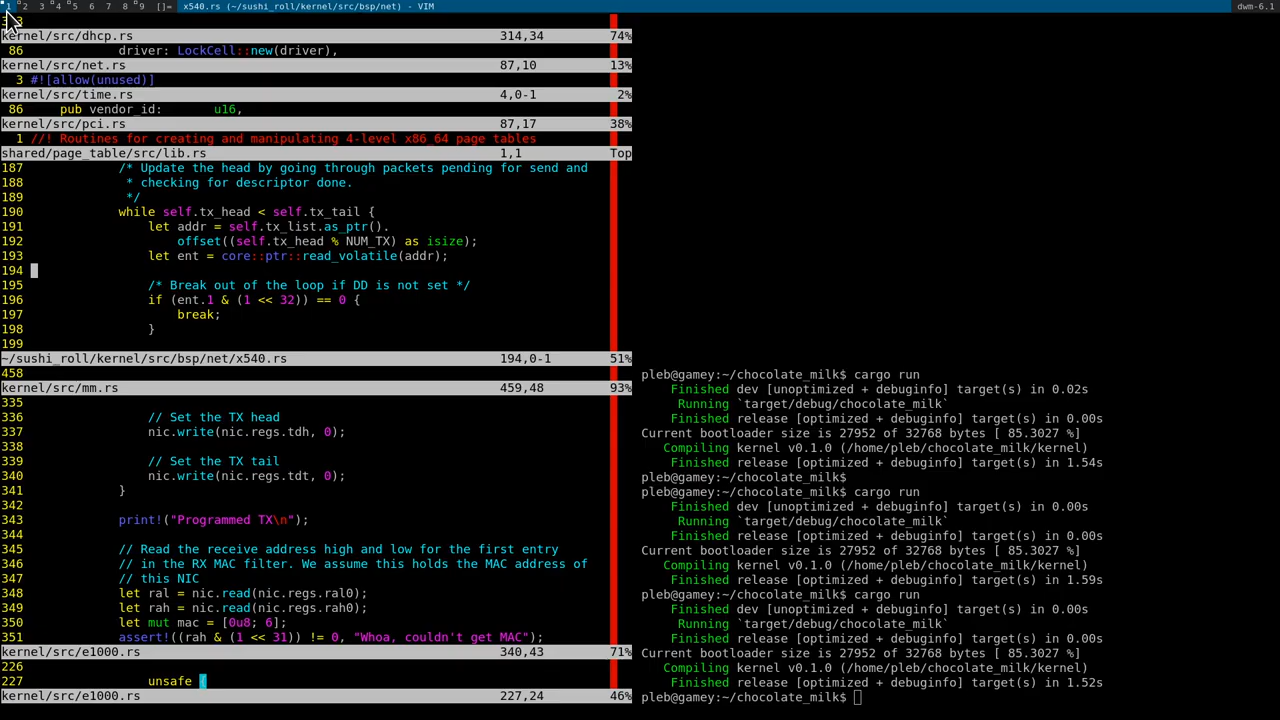 1 2 3 4 5 6 7 8 9 []= x540.rs (~/sushi_roll/kernel/src/bsp/net) - VIM dwm-6.1
kernel/src/dhcp.rs 314,34 74%
86 driver: LockCell::new(driver),
kernel/src/net.rs 87,10 13%
3 #![allow(unused)]
kernel/src/time.rs 4,0-1 2%
86 pub vendor_id: u16,
kernel/src/pci.rs 87,17 38%
1 //! Routines for creating and manipulating 4-level x86_64 page tables
shared/page_table/src/lib.rs 1,1 Top
187 /* Update the head by going through packets pending for send and
188 * checking for descriptor done.
189 */
190 while self.tx_head < self.tx_tail {
191 let addr = self.tx_list.as_ptr().
192 offset((self.tx_head % NUM_TX) as isize);
193 let ent = core::ptr::read_volatile(addr);
194
195 /* Break out of the loop if DD is not set */
196 if (ent.1 & (1 << 32)) == 0 {
197 break;
198 }
199
~/sushi_roll/kernel/src/bsp/net/x540.rs 194,0-1 51%
458
kernel/src/mm.rs 459,48 93%
335
336 // Set the TX head
337 nic.write(nic.regs.tdh, 0);
338
339 // Set the TX tail
340 nic.write(nic.regs.tdt, 0);
341 }
342
343 print!("Programmed TX\n");
344
345 // Read the receive address high and low for the first entry
346 // in the RX MAC filter. We assume this holds the MAC address of
347 // this NIC
348 let ral = nic.read(nic.regs.ral0);
349 let rah = nic.read(nic.regs.rah0);
350 let mut mac = [0u8; 6];
351 assert!((rah & (1 << 31)) != 0, "Whoa, couldn't get MAC");
kernel/src/e1000.rs 340,43 71%
226
227 unsafe {
kernel/src/e1000.rs 227,24 46%
pleb@gamey:~/chocolate_milk$ cargo run
Finished dev [unoptimized + debuginfo] target(s) in 0.02s
Running `target/debug/chocolate_milk`
Finished release [optimized + debuginfo] target(s) in 0.00s
Current bootloader size is 27952 of 32768 bytes [ 85.3027 %]
Compiling kernel v0.1.0 (/home/pleb/chocolate_milk/kernel)
Finished release [optimized + debuginfo] target(s) in 1.54s
pleb@gamey:~/chocolate_milk$
pleb@gamey:~/chocolate_milk$ cargo run
Finished dev [unoptimized + debuginfo] target(s) in 0.00s
Running `target/debug/chocolate_milk`
Finished release [optimized + debuginfo] target(s) in 0.00s
Current bootloader size is 27952 of 32768 bytes [ 85.3027 %]
Compiling kernel v0.1.0 (/home/pleb/chocolate_milk/kernel)
Finished release [optimized + debuginfo] target(s) in 1.59s
pleb@gamey:~/chocolate_milk$ cargo run
Finished dev [unoptimized + debuginfo] target(s) in 0.00s
Running `target/debug/chocolate_milk`
Finished release [optimized + debuginfo] target(s) in 0.00s
Current bootloader size is 27952 of 32768 bytes [ 85.3027 %]
Compiling kernel v0.1.0 (/home/pleb/chocolate_milk/kernel)
Finished release [optimized + debuginfo] target(s) in 1.52s
pleb@gamey:~/chocolate_milk$